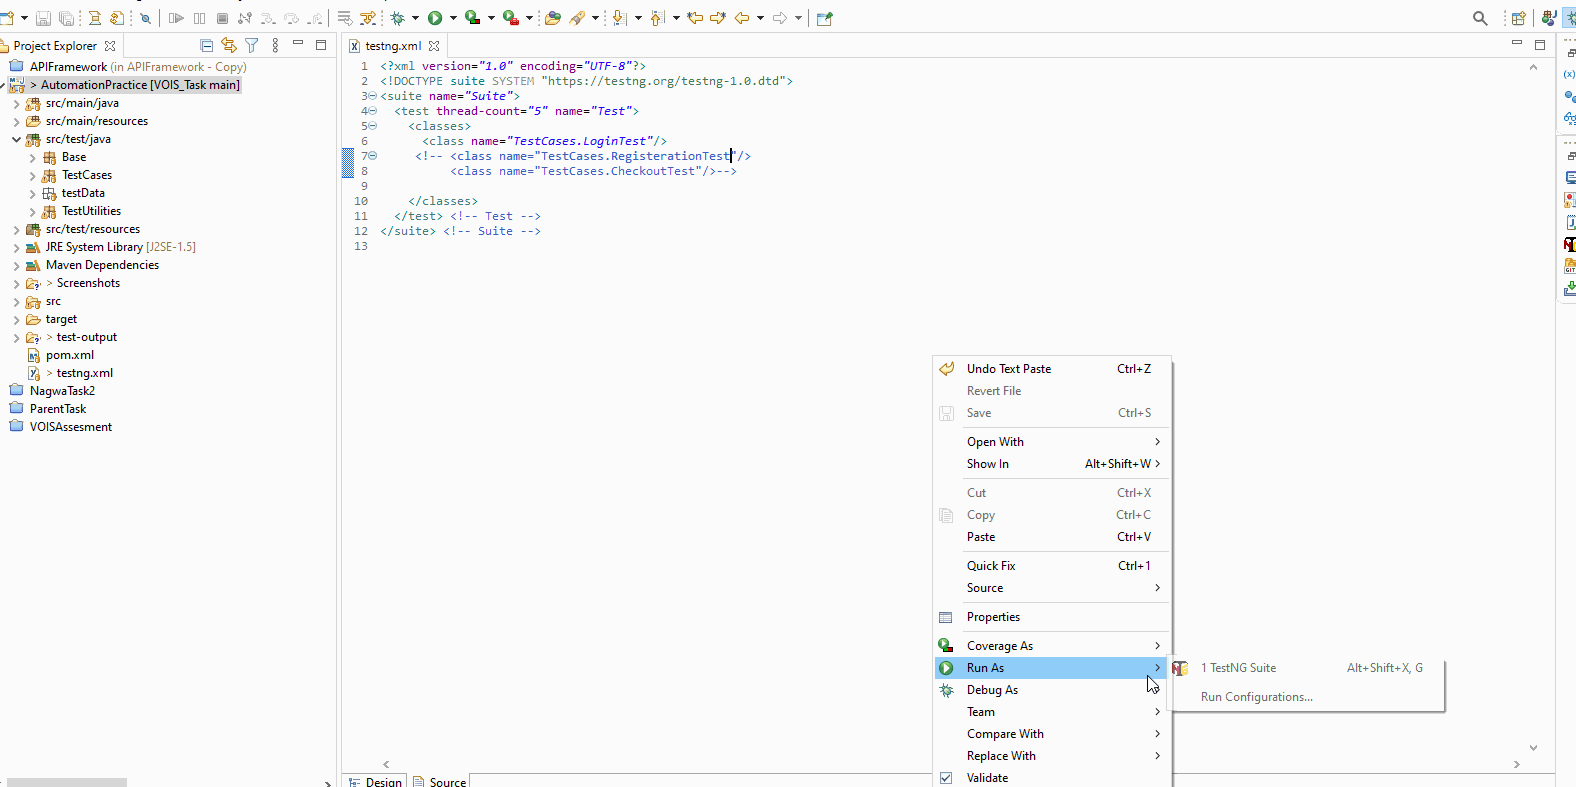 Project Explorer
APIFramework (in APIFramework - Copy)
> AutomationPractice [VOIS_Task main]
src/main/java
src/main/resources
src/test/java
Base
TestCases
testData
TestUtilities
src/test/resources
JRE System Library [J2SE-1.5]
Maven Dependencies
> Screenshots
src
target
> test-output
pom.xml
> testng.xml
NagwaTask2
ParentTask
VOISAssesment
testng.xml
1 <?xml version="1.0" encoding="UTF-8"?>
2 <!DOCTYPE suite SYSTEM "https://testng.org/testng-1.0.dtd">
3 <suite name="Suite">
4 <test thread-count="5" name="Test">
5 <classes>
6 <class name="TestCases.LoginTest"/>
7 <!-- <class name="TestCases.RegisterationTest"/>
8 <class name="TestCases.CheckoutTest"/>-->
9
10 </classes>
11 </test> <!-- Test -->
12 </suite> <!-- Suite -->
13
Undo Text Paste Ctrl+Z
Revert File
Save Ctrl+S
Open With
Show In Alt+Shift+W
Cut Ctrl+X
Copy Ctrl+C
Paste Ctrl+V
Quick Fix Ctrl+1
Source
Properties
Coverage As
Run As
Debug As
Team
Compare With
Replace With
Validate
1 TestNG Suite Alt+Shift+X, G
Run Configurations...
Design
Source